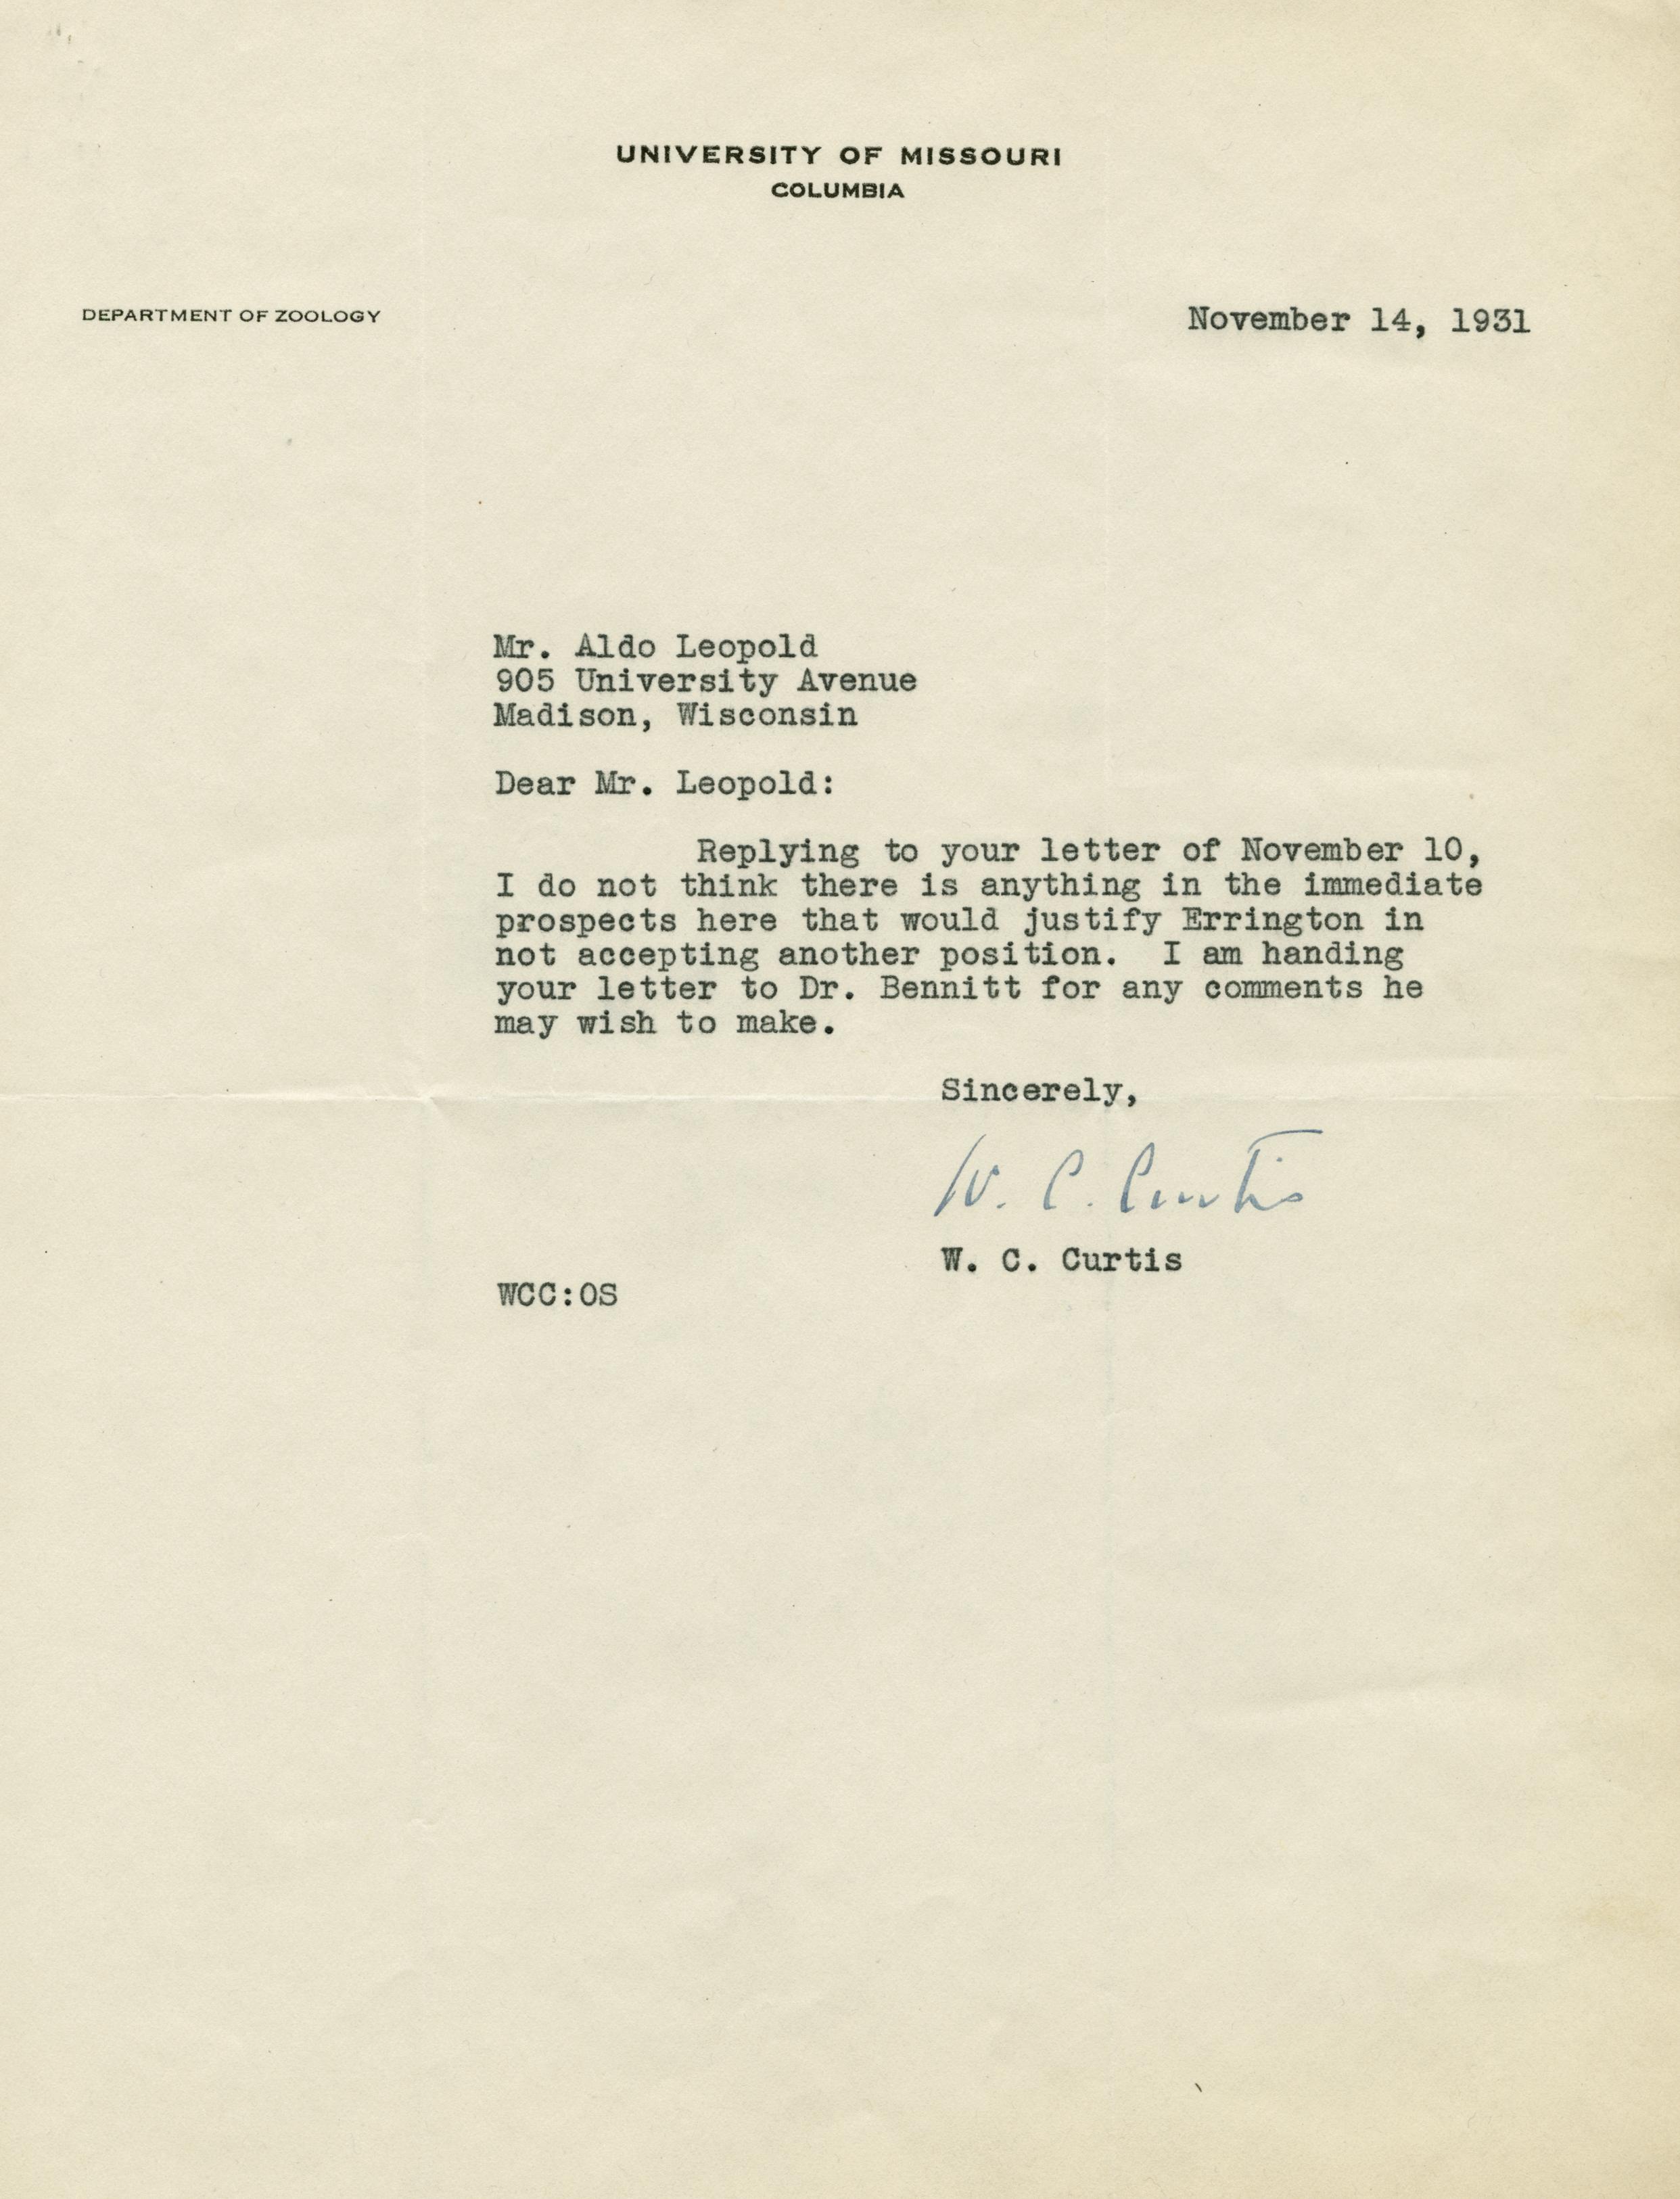 UNIVERSITY OF MISSOURI
COLUMBIA
DEPARTMENT OF ZOOLOGY
November 14, 1931
Mr. Aldo Leopold
905 University Avenue
Madison, Wisconsin
Dear Mr. Leopold:
Replying to your letter of November 10,
I do not think there is anything in the immediate
prospects here that would justify Errington in
not accepting another position. I am handing
your letter to Dr. Bennitt for any comments he
may wish to make.
Sincerely,
W. C. Curtis
W. C. Curtis
WCC:OS